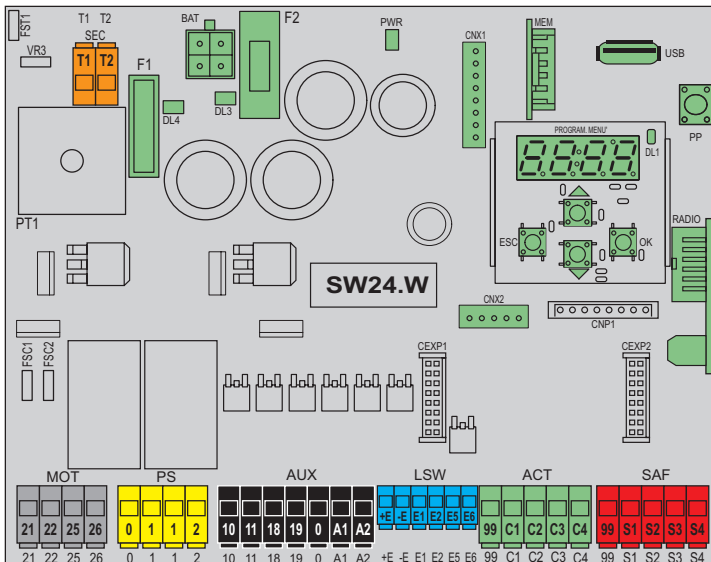 FST1
T1 T2
SEC
T1 T2
VR3
BAT
F2
F1
PWR
CNX1
MEM
USB
DL4
DL3
PROGRAM. MENU'
DL1
PP
8.8:8.8
PT1
ESC
OK
RADIO
SW24.W
CNX2
CNP1
FSC1
FSC2
CEXP1
CEXP2
MOT PS AUX LSW ACT SAF
21 22 25 26 0 1 1 2 10 11 18 19 0 A1 A2 +E -E E1 E2 E5 E6 99 C1 C2 C3 C4 99 S1 S2 S3 S4
21 22 25 26 0 1 1 2 10 11 18 19 0 A1 A2 +E -E E1 E2 E5 E6 99 C1 C2 C3 C4 99 S1 S2 S3 S4